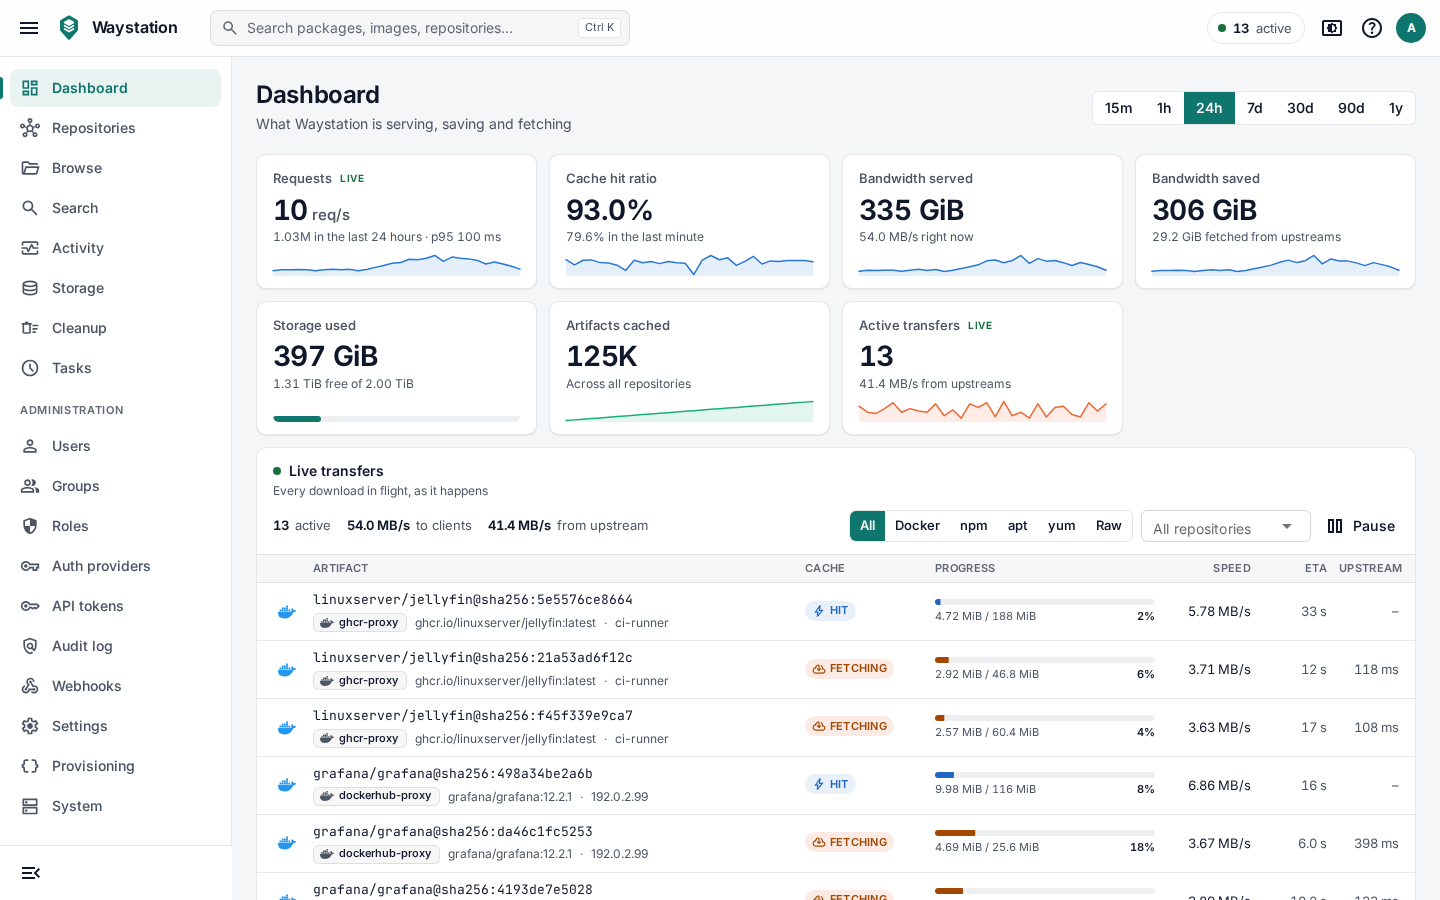 Waystation
Search packages, images, repositories...
Ctrl K
13 active
A
Dashboard
Repositories
Browse
Search
Activity
Storage
Cleanup
Tasks
ADMINISTRATION
Users
Groups
Roles
Auth providers
API tokens
Audit log
Webhooks
Settings
Provisioning
System
Dashboard
What Waystation is serving, saving and fetching
15m 1h 24h 7d 30d 90d 1y
Requests LIVE
10 req/s
1.03M in the last 24 hours · p95 100 ms
Cache hit ratio
93.0%
79.6% in the last minute
Bandwidth served
335 GiB
54.0 MB/s right now
Bandwidth saved
306 GiB
29.2 GiB fetched from upstreams
Storage used
397 GiB
1.31 TiB free of 2.00 TiB
Artifacts cached
125K
Across all repositories
Active transfers LIVE
13
41.4 MB/s from upstreams
Live transfers
Every download in flight, as it happens
13 active 54.0 MB/s to clients 41.4 MB/s from upstream
All Docker npm apt yum Raw
All repositories
Pause
ARTIFACT CACHE PROGRESS SPEED ETA UPSTREAM
linuxserver/jellyfin@sha256:5e5576ce8664
ghcr-proxy ghcr.io/linuxserver/jellyfin:latest · ci-runner
HIT
4.72 MiB / 188 MiB 2%
5.78 MB/s 33 s –
linuxserver/jellyfin@sha256:21a53ad6f12c
ghcr-proxy ghcr.io/linuxserver/jellyfin:latest · ci-runner
FETCHING
2.92 MiB / 46.8 MiB 6%
3.71 MB/s 12 s 118 ms
linuxserver/jellyfin@sha256:f45f339e9ca7
ghcr-proxy ghcr.io/linuxserver/jellyfin:latest · ci-runner
FETCHING
2.57 MiB / 60.4 MiB 4%
3.63 MB/s 17 s 108 ms
grafana/grafana@sha256:498a34be2a6b
dockerhub-proxy grafana/grafana:12.2.1 · 192.0.2.99
HIT
9.98 MiB / 116 MiB 8%
6.86 MB/s 16 s –
grafana/grafana@sha256:da46c1fc5253
dockerhub-proxy grafana/grafana:12.2.1 · 192.0.2.99
FETCHING
4.69 MiB / 25.6 MiB 18%
3.67 MB/s 6.0 s 398 ms
grafana/grafana@sha256:4193de7e5028
FETCHING